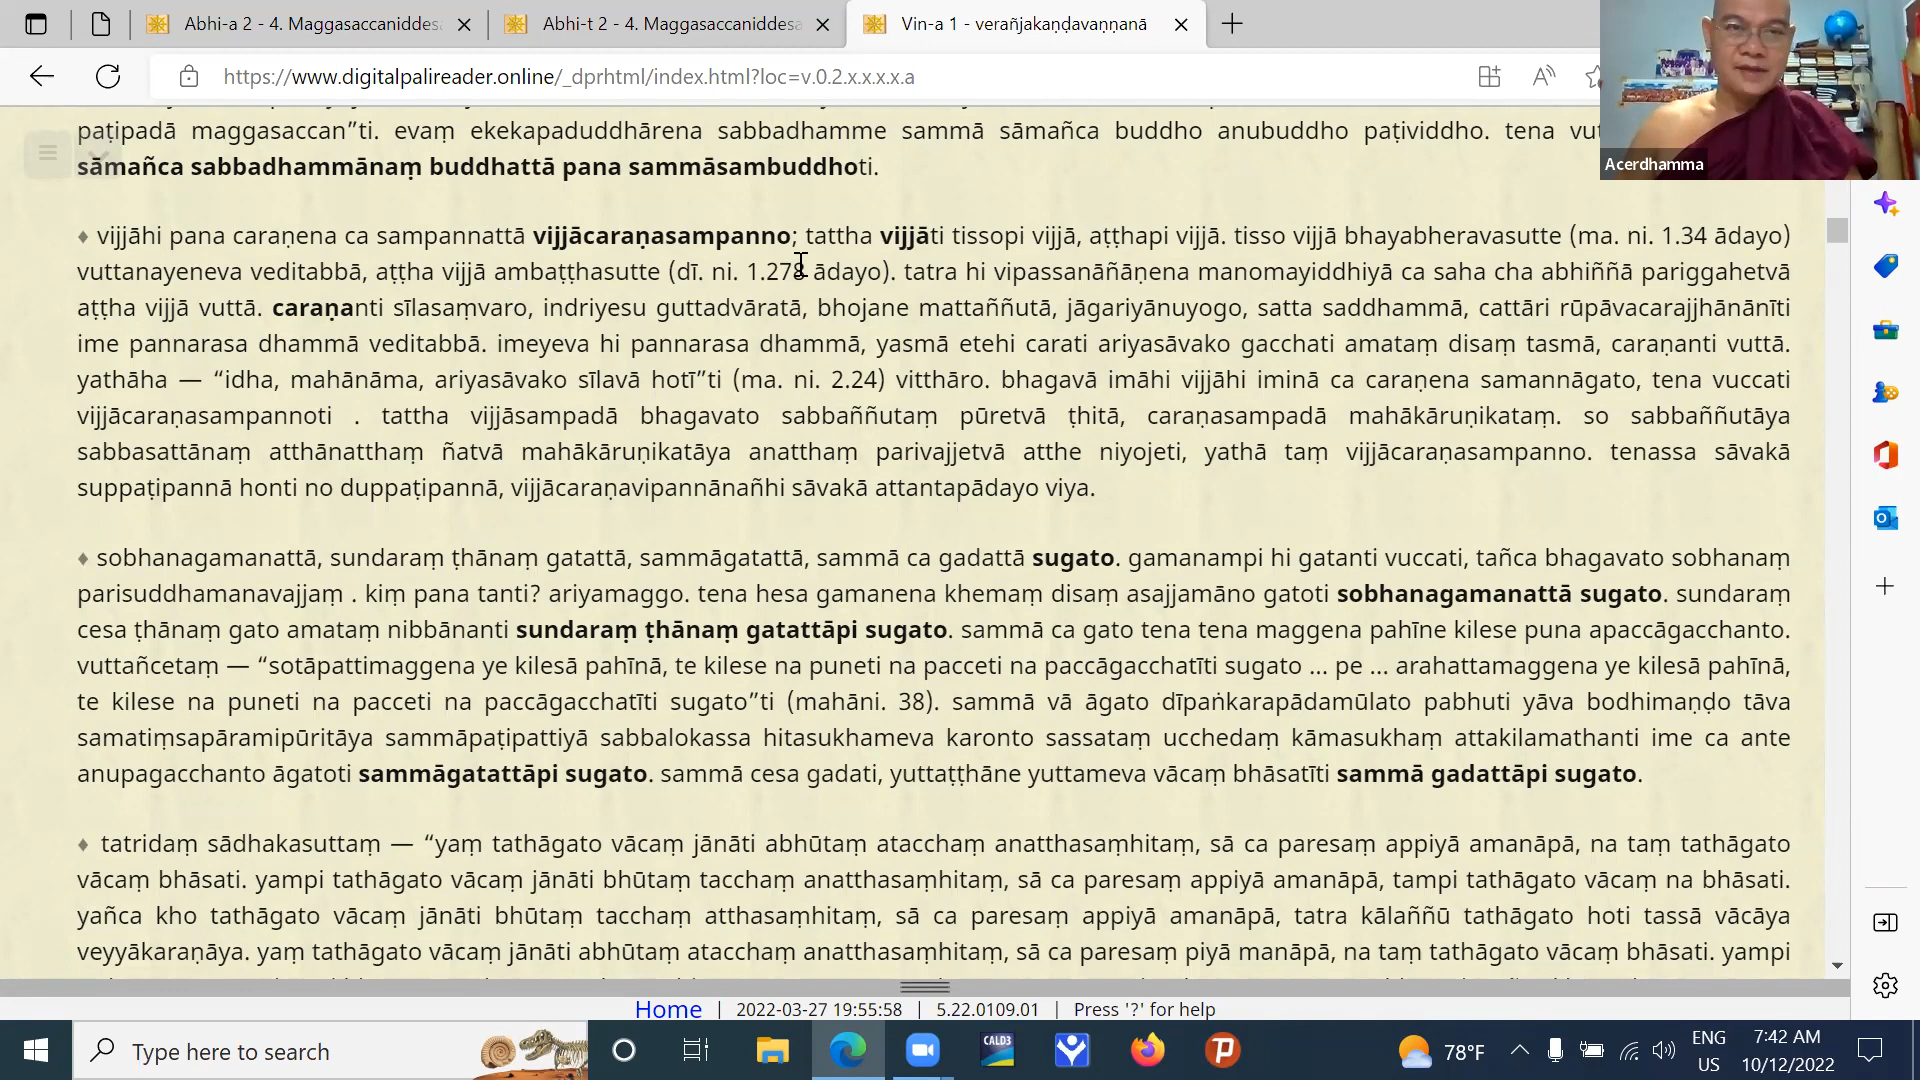 Abhi-a 2 - 4. Maggasaccaniddesa
Abhi-t 2 - 4. Maggasaccaniddesa
Vin-a 1 - verañjakaṇḍavaṇṇanā
https://www.digitalpalireader.online/_dprhtml/index.html?loc=v.0.2.x.x.x.x.a
Acerdhamma
paṭipadā maggasaccan”ti. evaṃ ekekapaduddhārena sabbadhamme sammā sāmañca buddho anubuddho paṭividdho. tena
sāmañca sabbadhammānaṃ buddhattā pana sammāsambuddhoti.
♦ vijjāhi pana caraṇena ca sampannattā vijjācaraṇasampanno; tattha vijjāti tissopi vijjā, aṭṭhapi vijjā. tisso vijjā bhayabheravasutte (ma. ni. 1.34 ādayo)
vuttanayeneva veditabbā, aṭṭha vijjā ambaṭṭhasutte (dī. ni. 1.278 ādayo). tatra hi vipassanāñāṇena manomayiddhiyā ca saha cha abhiññā pariggahetvā
aṭṭha vijjā vuttā. caraṇanti sīlasaṃvaro, indriyesu guttadvāratā, bhojane mattaññutā, jāgariyānuyogo, satta saddhammā, cattāri rūpāvacarajjhānānīti
ime pannarasa dhammā veditabbā. imeyeva hi pannarasa dhammā, yasmā etehi carati ariyasāvako gacchati amataṃ disaṃ tasmā, caraṇanti vuttā.
yathāha — “idha, mahānāma, ariyasāvako sīlavā hotī”ti (ma. ni. 2.24) vitthāro. bhagavā imāhi vijjāhi iminā ca caraṇena samannāgato, tena vuccati
vijjācaraṇasampannoti . tattha vijjāsampadā bhagavato sabbaññutaṃ pūretvā ṭhitā, caraṇasampadā mahākāruṇikataṃ. so sabbaññutāya
sabbasattānaṃ atthānatthaṃ ñatvā mahākāruṇikatāya anatthaṃ parivajjetvā atthe niyojeti, yathā taṃ vijjācaraṇasampanno. tenassa sāvakā
suppaṭipannā honti no duppaṭipannā, vijjācaraṇavipannānañhi sāvakā attantapādayo viya.
♦ sobhanagamanattā, sundaraṃ ṭhānaṃ gatattā, sammāgatattā, sammā ca gadattā sugato. gamanampi hi gatanti vuccati, tañca bhagavato sobhanaṃ
parisuddhamanavajjaṃ . kiṃ pana tanti? ariyamaggo. tena hesa gamanena khemaṃ disaṃ asajjamāno gatoti sobhanagamanattā sugato. sundaraṃ
cesa ṭhānaṃ gato amataṃ nibbānanti sundaraṃ ṭhānaṃ gatattāpi sugato. sammā ca gato tena tena maggena pahīne kilese puna apaccāgacchanto.
vuttañcetaṃ — “sotāpattimaggena ye kilesā pahīnā, te kilese na puneti na pacceti na paccāgacchatīti sugato ... pe ... arahattamaggena ye kilesā pahīnā,
te kilese na puneti na pacceti na paccāgacchatīti sugato”ti (mahāni. 38). sammā vā āgato dīpaṅkarapādamūlato pabhuti yāva bodhimaṇḍo tāva
samatiṃsapāramipūritāya sammāpaṭipattiyā sabbalokassa hitasukhameva karonto sassataṃ ucchedaṃ kāmasukhaṃ attakilamathanti ime ca ante
anupagacchanto āgatoti sammāgatattāpi sugato. sammā cesa gadati, yuttaṭṭhāne yuttameva vācaṃ bhāsatīti sammā gadattāpi sugato.
♦ tatridaṃ sādhakasuttaṃ — “yaṃ tathāgato vācaṃ jānāti abhūtaṃ atacchaṃ anatthasaṃhitaṃ, sā ca paresaṃ appiyā amanāpā, na taṃ tathāgato
vācaṃ bhāsati. yampi tathāgato vācaṃ jānāti bhūtaṃ tacchaṃ anatthasaṃhitaṃ, sā ca paresaṃ appiyā amanāpā, tampi tathāgato vācaṃ na bhāsati.
yañca kho tathāgato vācaṃ jānāti bhūtaṃ tacchaṃ atthasaṃhitaṃ, sā ca paresaṃ appiyā amanāpā, tatra kālaññū tathāgato hoti tassā vācāya
veyyākaraṇāya. yaṃ tathāgato vācaṃ jānāti abhūtaṃ atacchaṃ anatthasaṃhitaṃ, sā ca paresaṃ piyā manāpā, na taṃ tathāgato vācaṃ bhāsati. yampi
Home | 2022-03-27 19:55:58 | 5.22.0109.01 | Press '?' for help
Type here to search
CALD3
78°F
ENG
US
7:42 AM
10/12/2022